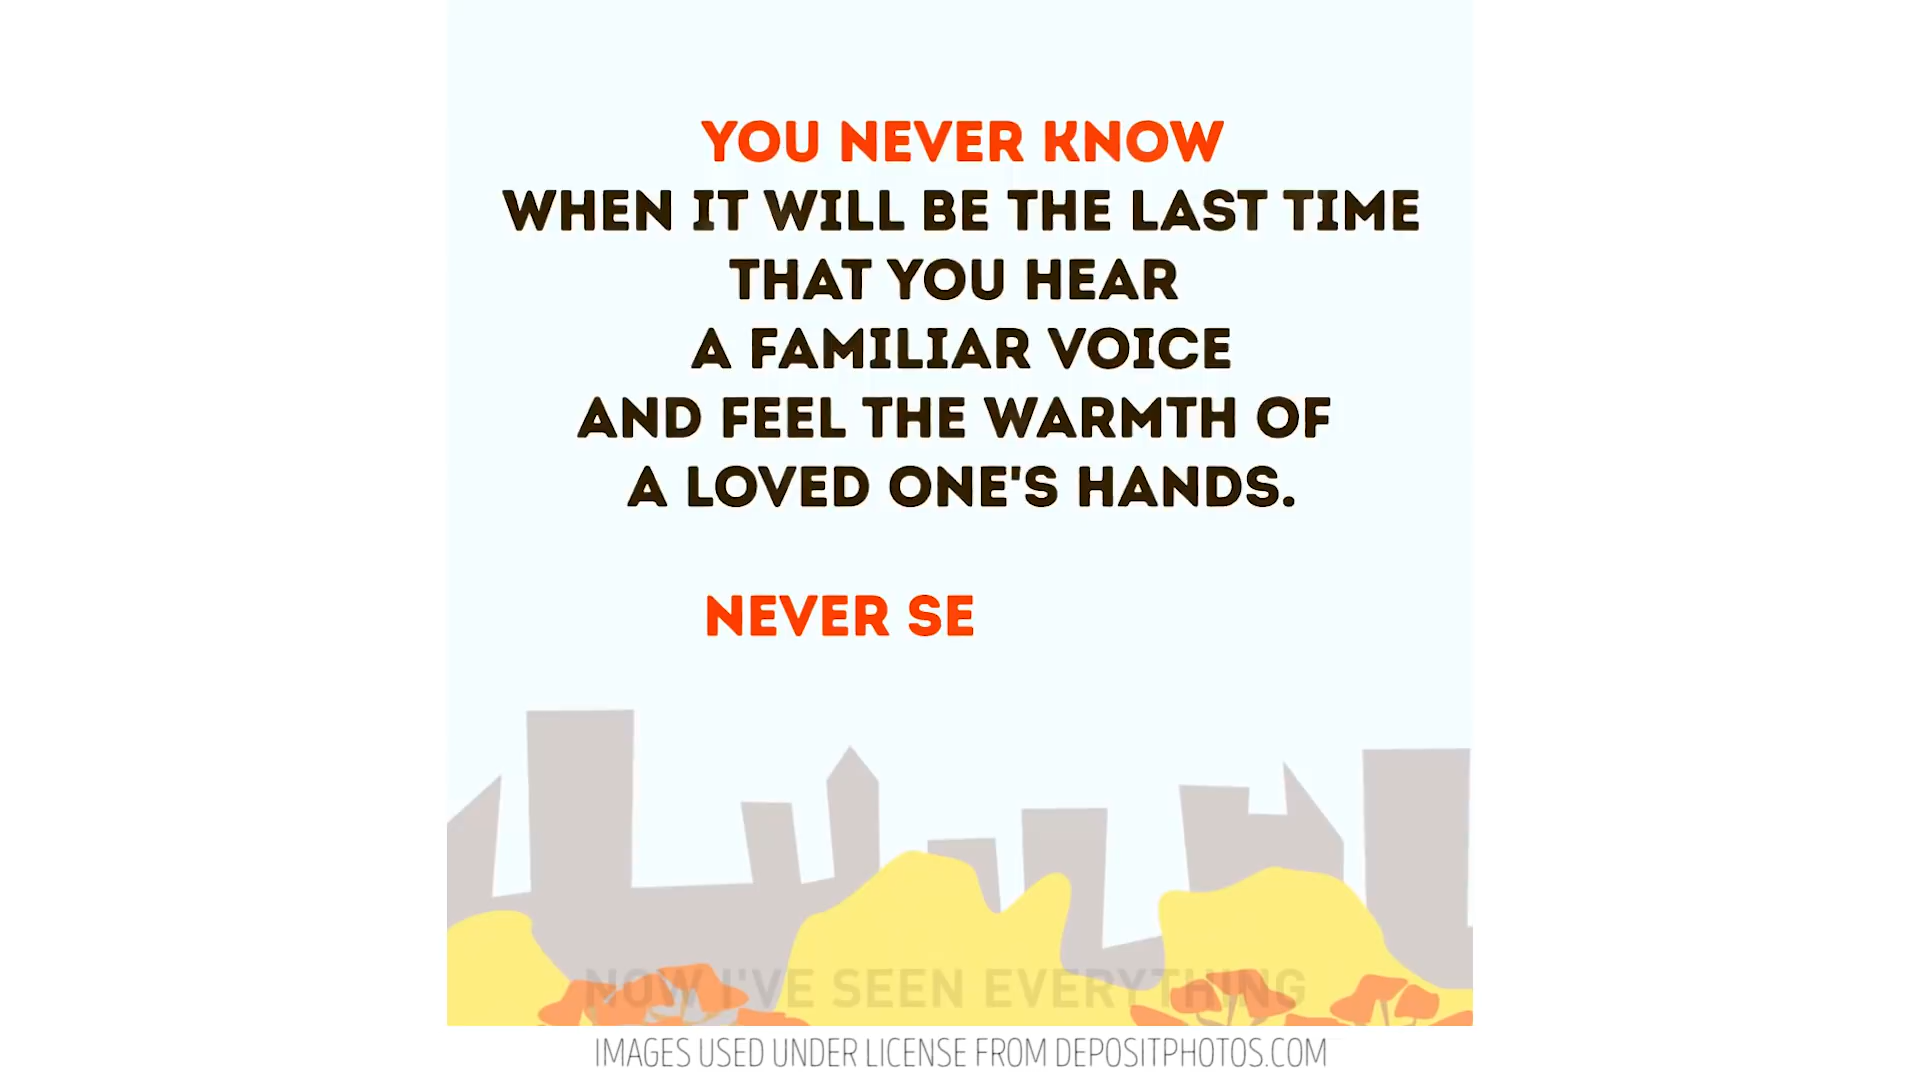 YOU NEVER KNOW
WHEN IT WILL BE THE LAST TIME
THAT YOU HEAR
A FAMILIAR VOICE
AND FEEL THE WARMTH OF
A LOVED ONE'S HANDS.
NEVER SE
NOW I'VE SEEN EVERYTHING
IMAGES USED UNDER LICENSE FROM DEPOSITPHOTOS.COM